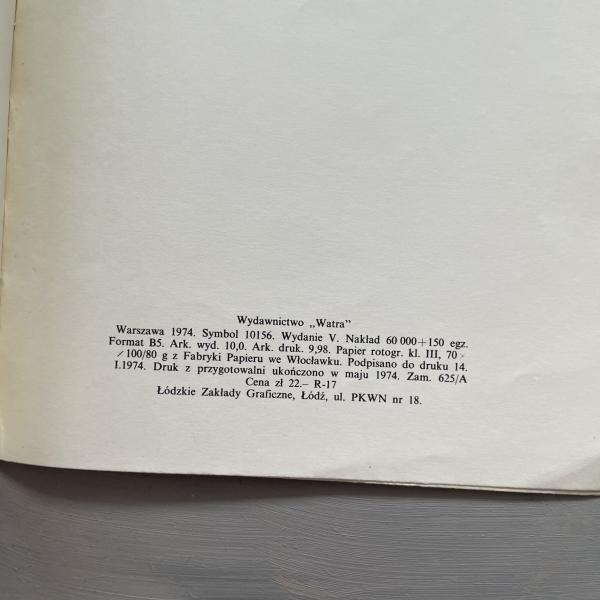 Wydawnictwo „Watra”
Warszawa 1974. Symbol 10156. Wydanie V. Nakład 60 000+150 egz.
Format B5. Ark. wyd. 10,0. Ark. druk. 9,98. Papier rotogr. kl. III, 70×
×100/80 g z Fabryki Papieru we Włocławku. Podpisano do druku 14.
I.1974. Druk z przygotowalni ukończono w maju 1974. Zam. 625/A
Cena zł 22.– R-17
Łódzkie Zakłady Graficzne, Łódź, ul. PKWN nr 18.